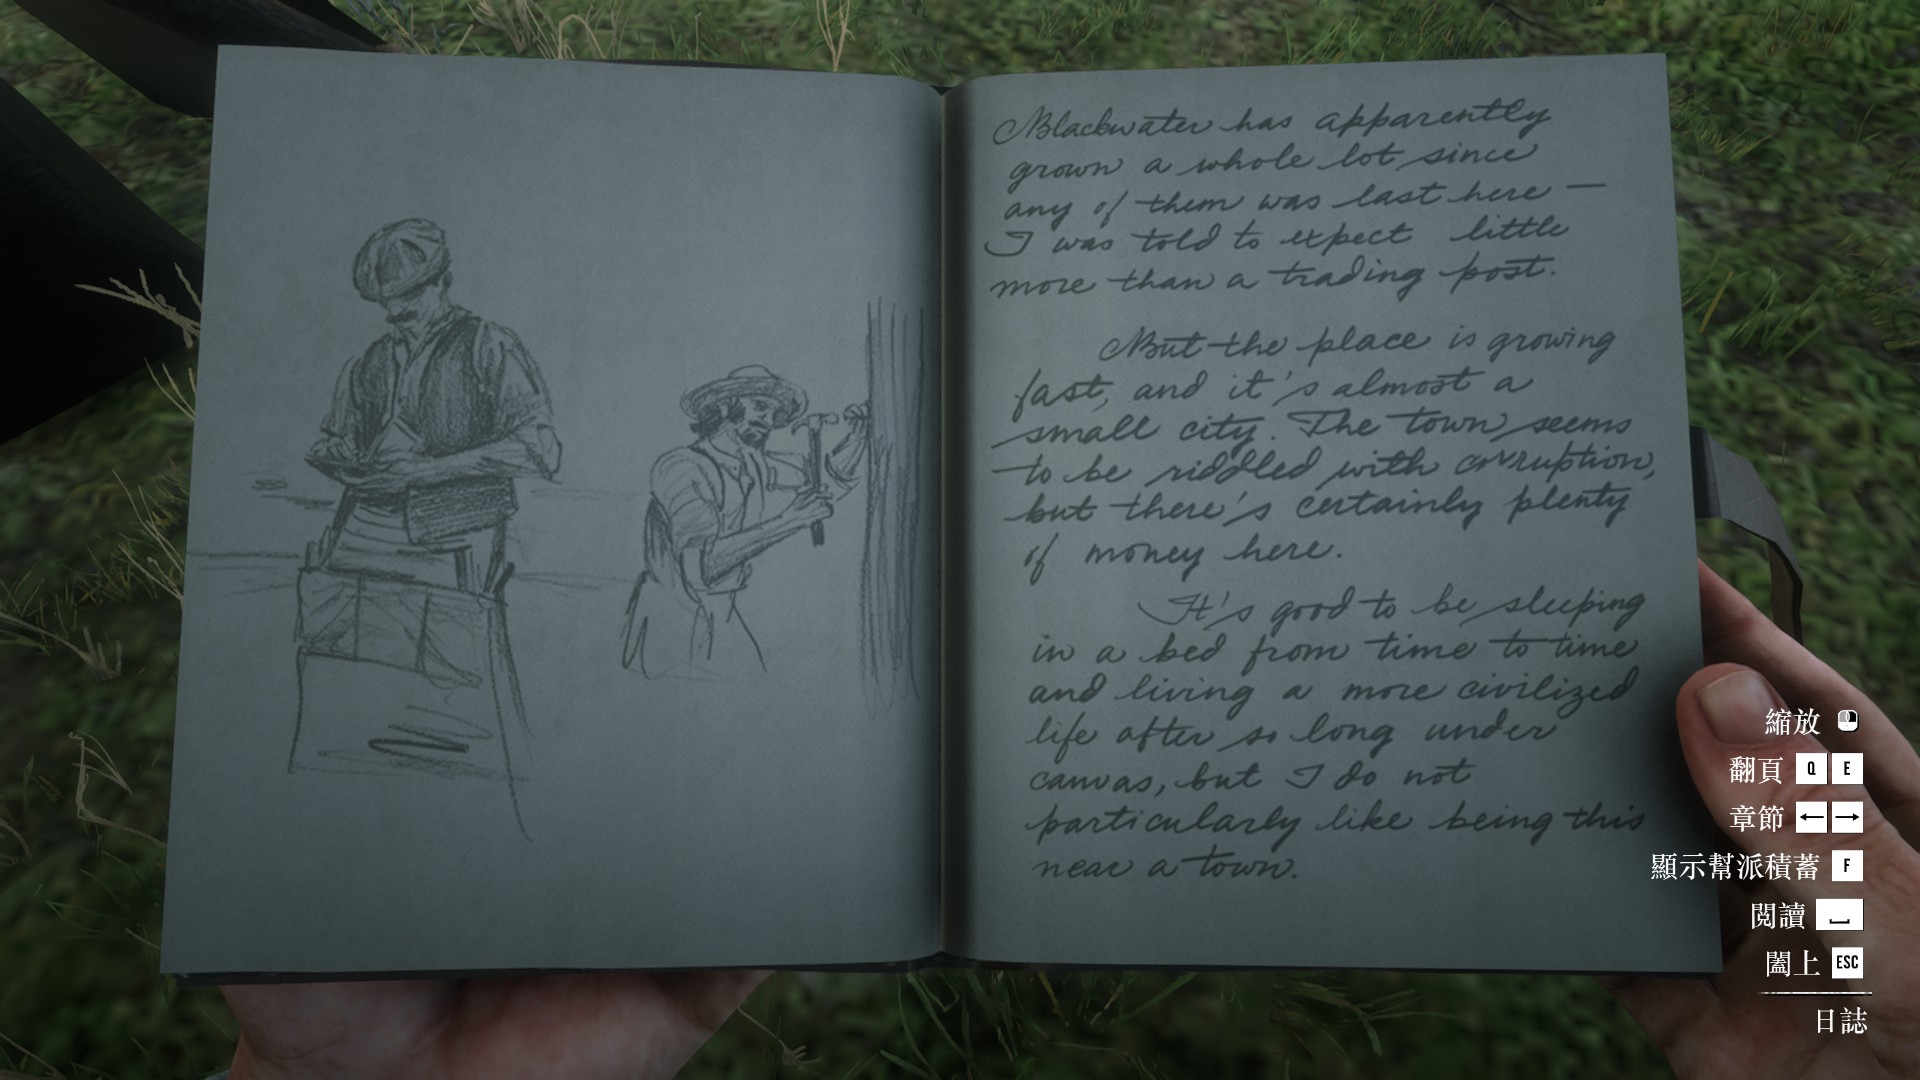 Blackwater has apparently
grown a whole lot since
any of them was last here —
I was told to expect little
more than a trading post.
But the place is growing
fast, and it's almost a
small city. The town seems
to be riddled with corruption,
but there's certainly plenty
of money here.
It's good to be sleeping
in a bed from time to time
and living a more civilized
life after so long under
canvas, but I do not
particularly like being this
near a town.
縮放
翻頁 Q E
章節 ← →
顯示幫派積蓄 F
閱讀
闔上 ESC
日誌